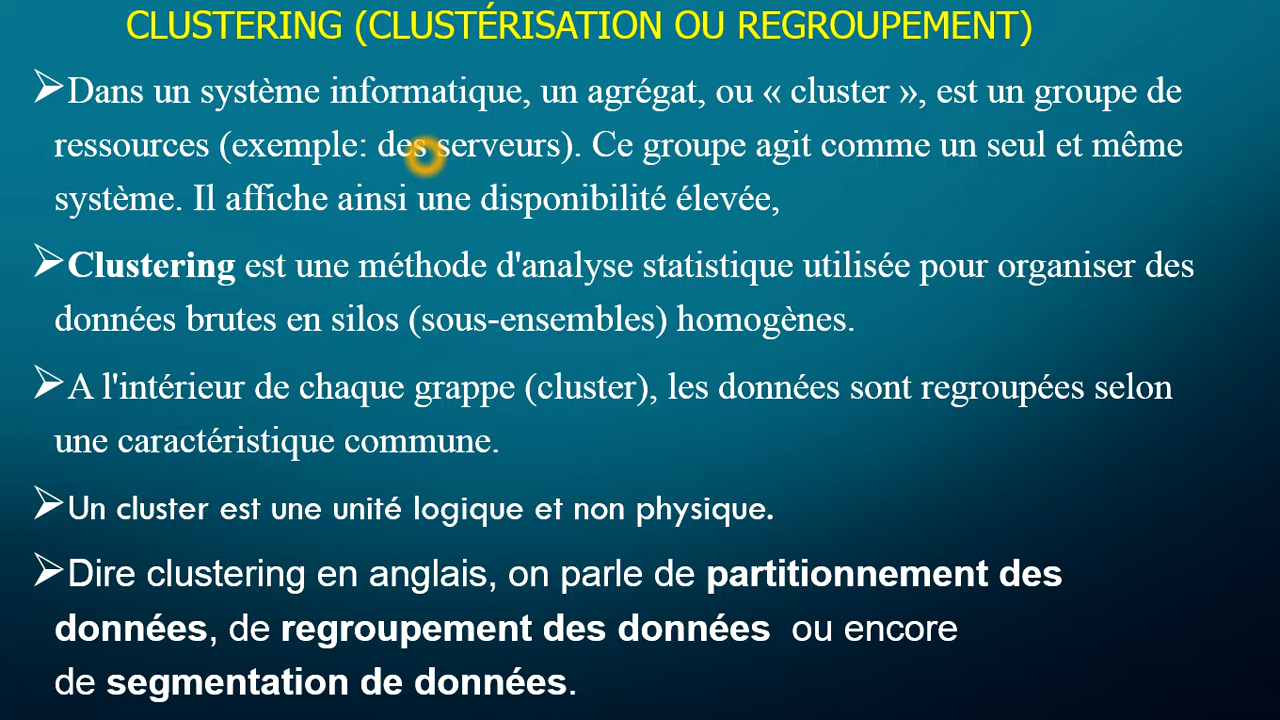 CLUSTERING (CLUSTÉRISATION OU REGROUPEMENT)
Dans un système informatique, un agrégat, ou « cluster », est un groupe de
ressources (exemple: des serveurs). Ce groupe agit comme un seul et même
système. Il affiche ainsi une disponibilité élevée,
Clustering est une méthode d'analyse statistique utilisée pour organiser des
données brutes en silos (sous-ensembles) homogènes.
A l'intérieur de chaque grappe (cluster), les données sont regroupées selon
une caractéristique commune.
Un cluster est une unité logique et non physique.
Dire clustering en anglais, on parle de partitionnement des
données, de regroupement des données ou encore
de segmentation de données.